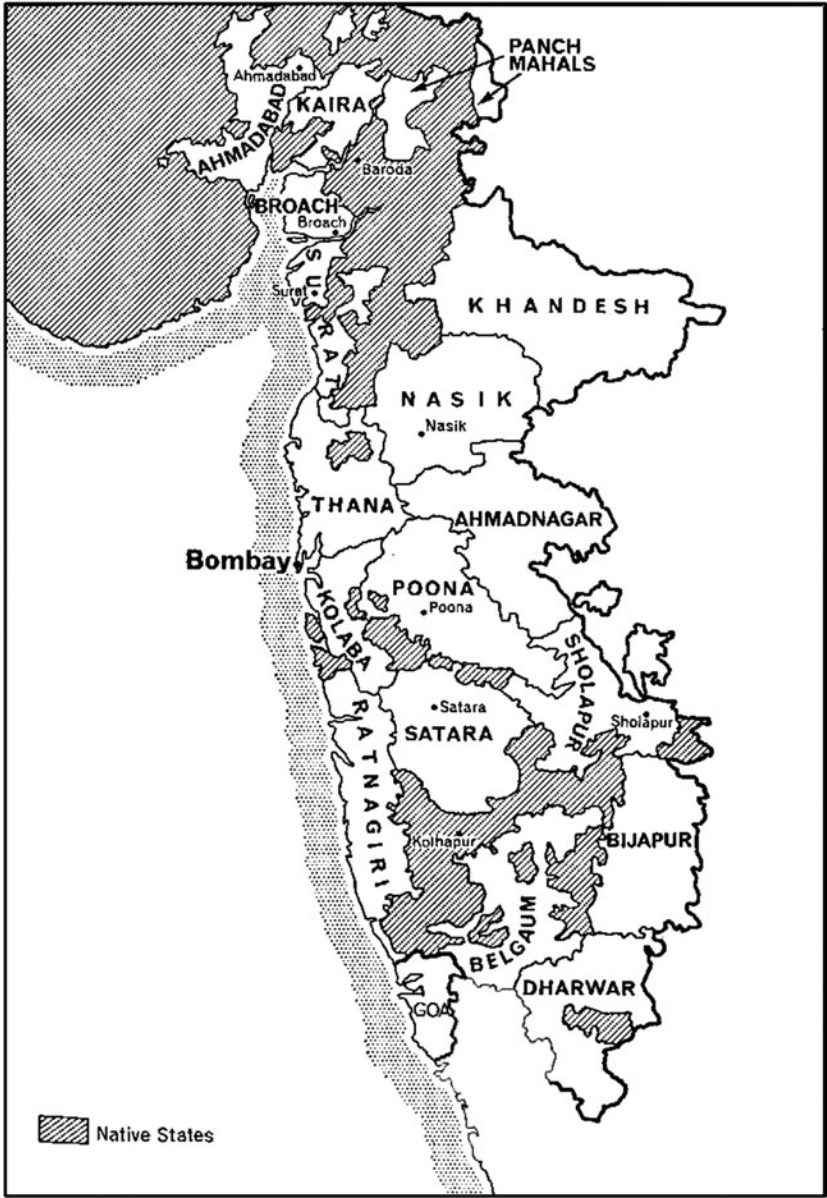 PANCH
MAHALS
Ahmadabad
KAIRA
AHMADABAD
Baroda
BROACH
Broach
SURAT
Surat
KHANDESH
NASIK
Nasik
THANA
AHMADNAGAR
Bombay
POONA
Poona
KOLABA
SHOLAPUR
Satara
SATARA
Sholapur
RATNAGIRI
Kolhapur
BIJAPUR
BELGAUM
DHARWAR
GOA
Native States